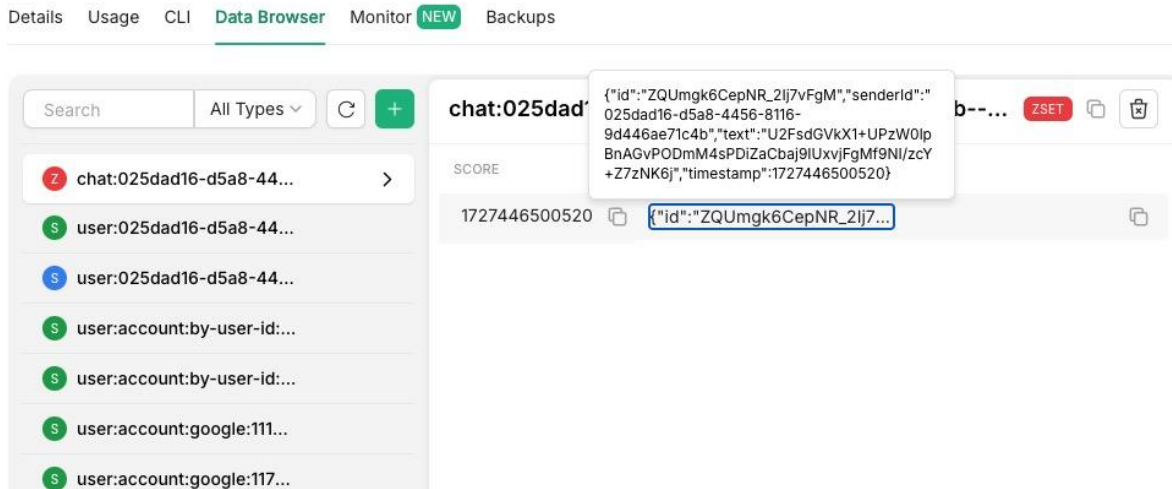 Details Usage CLI Data Browser Monitor NEW Backups
Search All Types
chat:025dad1 b--... ZSET
{"id":"ZQUmgk6CepNR_2Ij7vFgM","senderId":"
025dad16-d5a8-4456-8116-
9d446ae71c4b","text":"U2FsdGVkX1+UPzW0lp
BnAGvPODmM4sPDiZaCbaj9lUxvjFgMf9NI/zcY
+Z7zNK6j","timestamp":1727446500520}
SCORE
1727446500520 {"id":"ZQUmgk6CepNR_2Ij7...
Z chat:025dad16-d5a8-44...
S user:025dad16-d5a8-44...
S user:025dad16-d5a8-44...
S user:account:by-user-id:...
S user:account:by-user-id:...
S user:account:google:111...
S user:account:google:117...